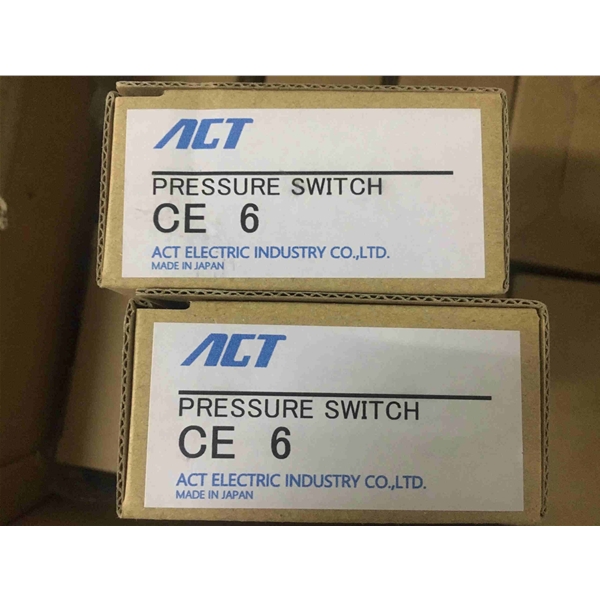 ACT
PRESSURE SWITCH
CE 6
ACT ELECTRIC INDUSTRY CO.,LTD.
MADE IN JAPAN
ACT
PRESSURE SWITCH
CE 6
ACT ELECTRIC INDUSTRY CO.,LTD.
MADE IN JAPAN